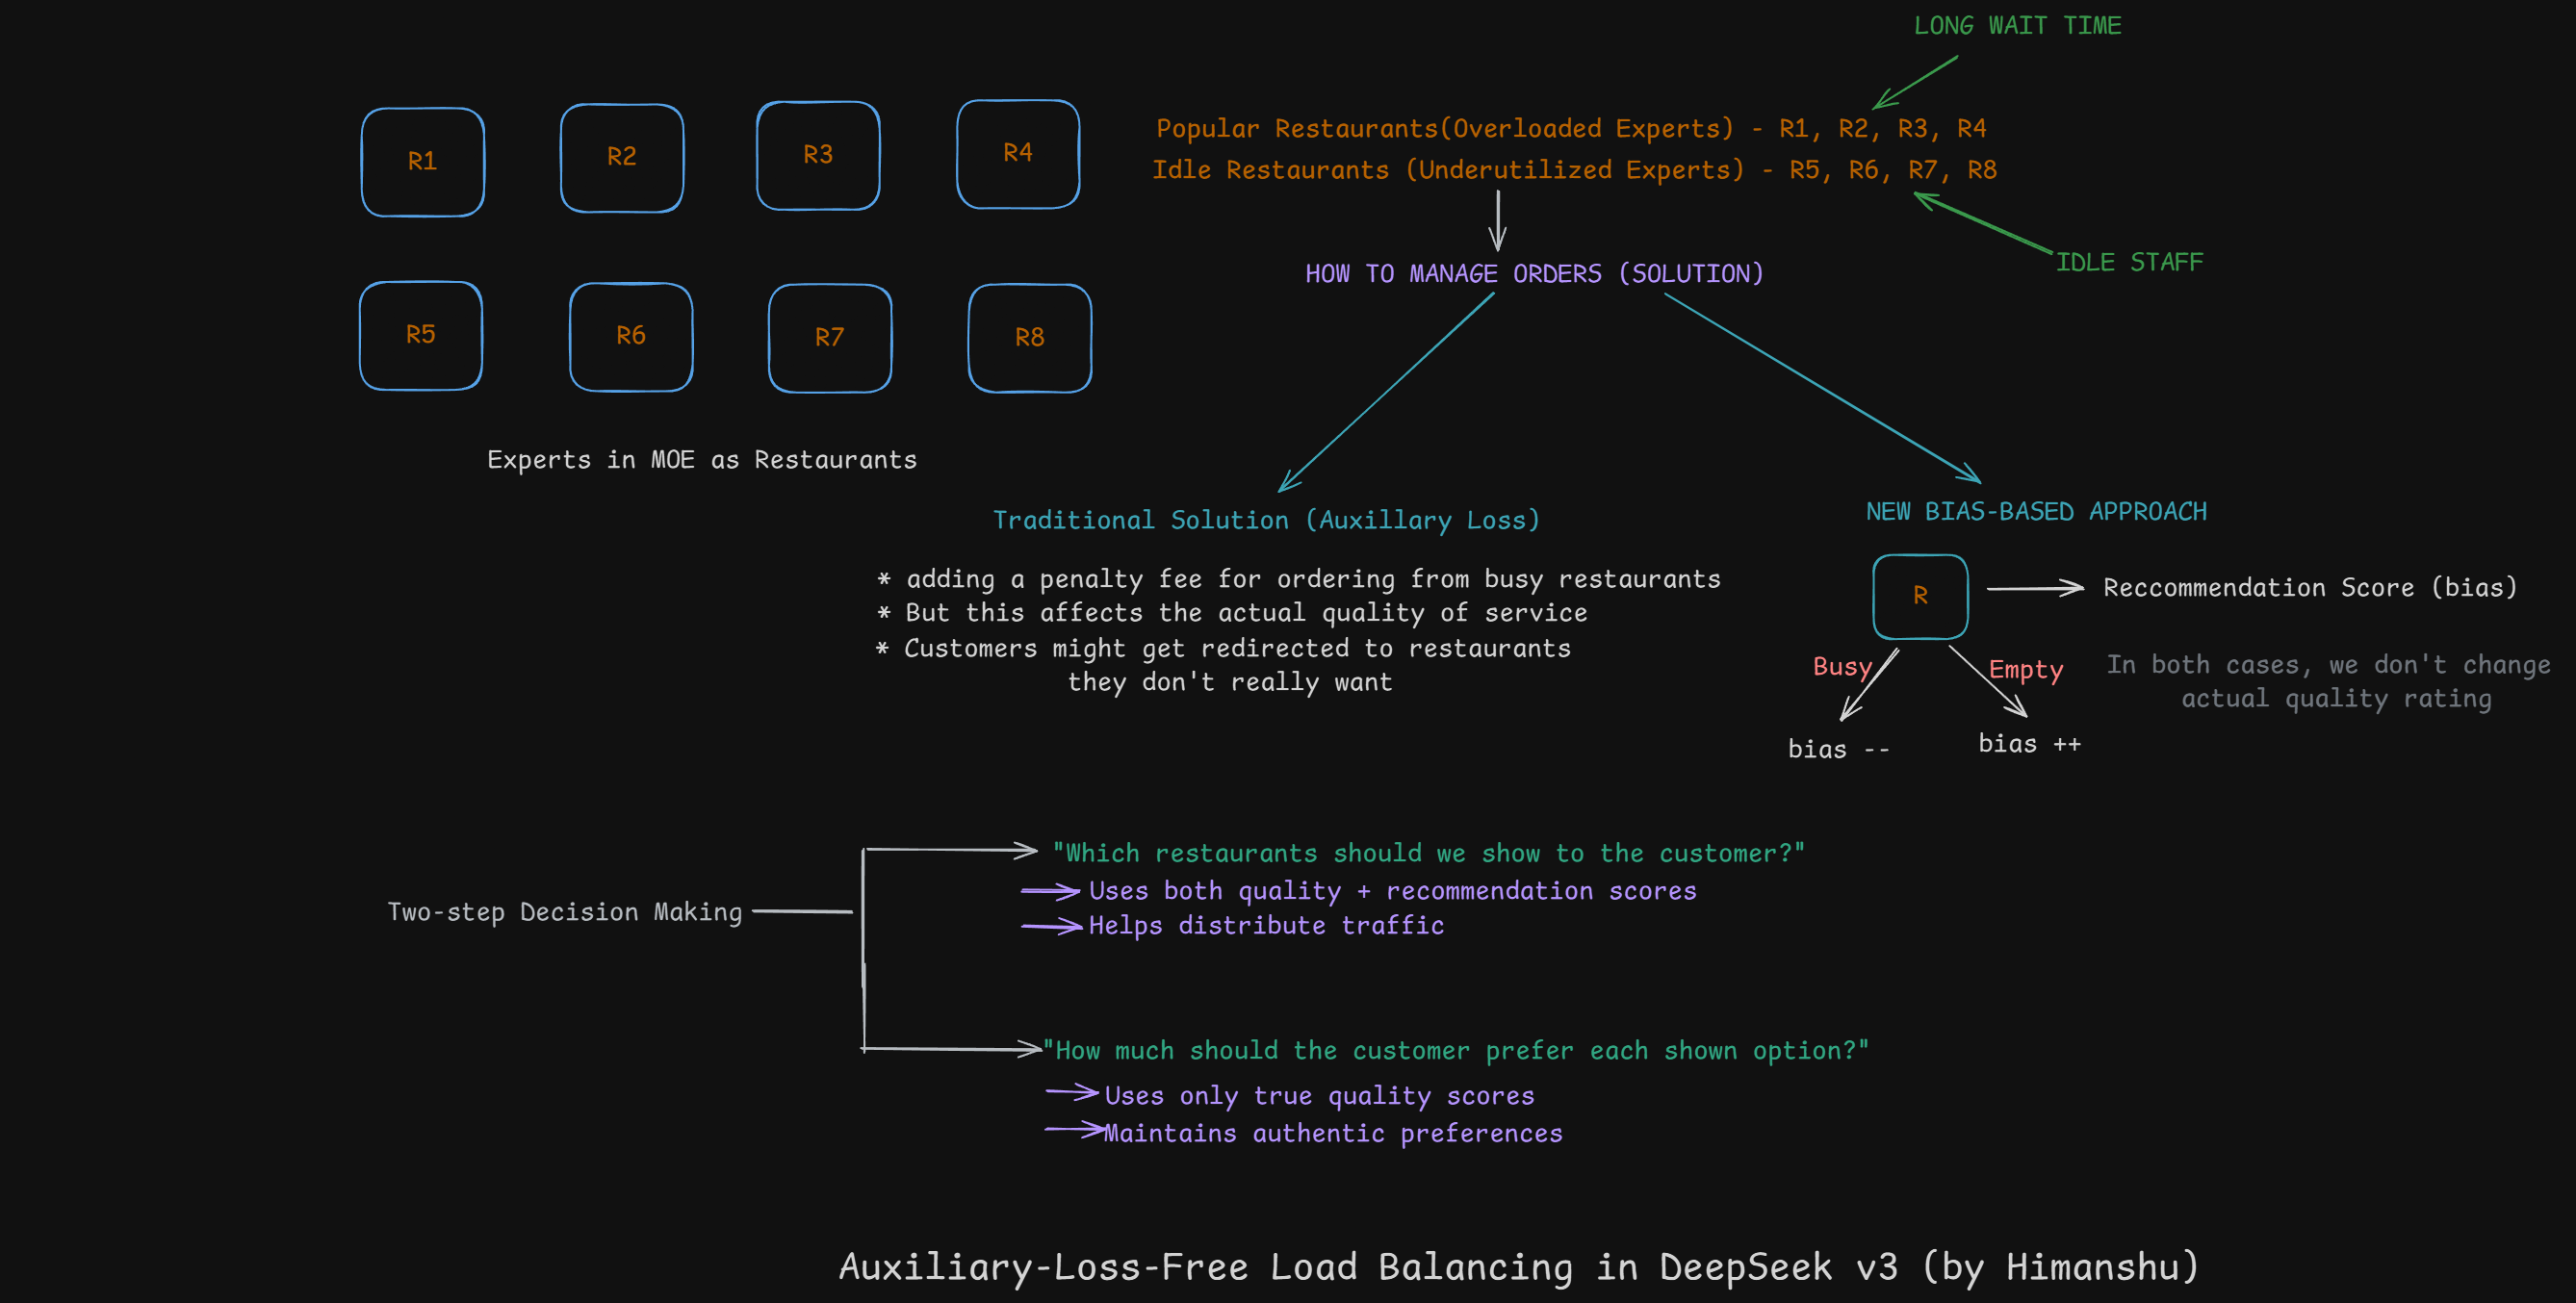 LONG WAIT TIME
R1
R2
R3
R4
Popular Restaurants(Overloaded Experts) - R1, R2, R3, R4
Idle Restaurants (Underutilized Experts) - R5, R6, R7, R8
IDLE STAFF
HOW TO MANAGE ORDERS (SOLUTION)
R5
R6
R7
R8
Experts in MOE as Restaurants
Traditional Solution (Auxillary Loss)
* adding a penalty fee for ordering from busy restaurants
* But this affects the actual quality of service
* Customers might get redirected to restaurants
they don't really want
NEW BIAS-BASED APPROACH
R
Reccommendation Score (bias)
Busy
Empty
In both cases, we don't change
actual quality rating
bias --
bias ++
Two-step Decision Making
"Which restaurants should we show to the customer?"
Uses both quality + recommendation scores
Helps distribute traffic
"How much should the customer prefer each shown option?"
Uses only true quality scores
Maintains authentic preferences
Auxiliary-Loss-Free Load Balancing in DeepSeek v3 (by Himanshu)